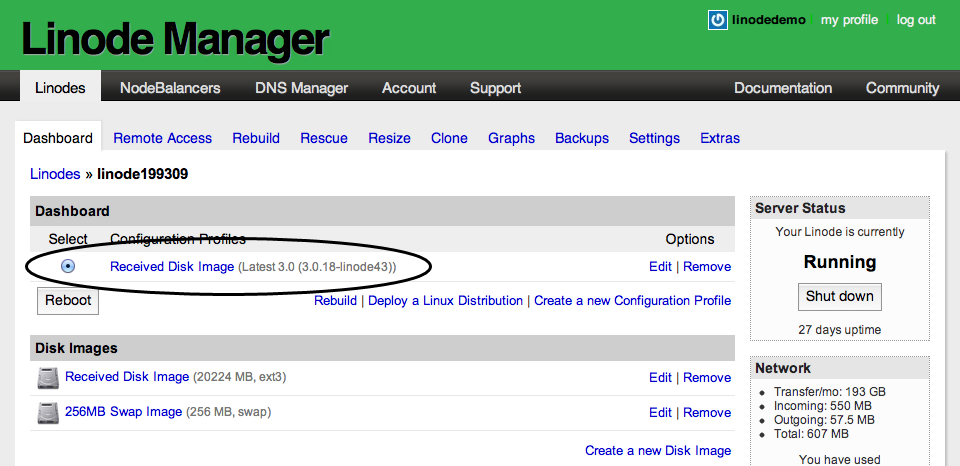 Linode Manager
linodedemo my profile log out
Linodes NodeBalancers DNS Manager Account Support Documentation Community
Dashboard Remote Access Rebuild Rescue Resize Clone Graphs Backups Settings Extras
Linodes » linode199309
Dashboard
Select Configuration Profiles Options
Received Disk Image (Latest 3.0 (3.0.18-linode43)) Edit | Remove
Reboot Rebuild | Deploy a Linux Distribution | Create a new Configuration Profile
Disk Images
Received Disk Image (20224 MB, ext3) Edit | Remove
256MB Swap Image (256 MB, swap) Edit | Remove
Create a new Disk Image
Server Status
Your Linode is currently
Running
Shut down
27 days uptime
Network
Transfer/mo: 193 GB
Incoming: 550 MB
Outgoing: 57.5 MB
Total: 607 MB
You have used